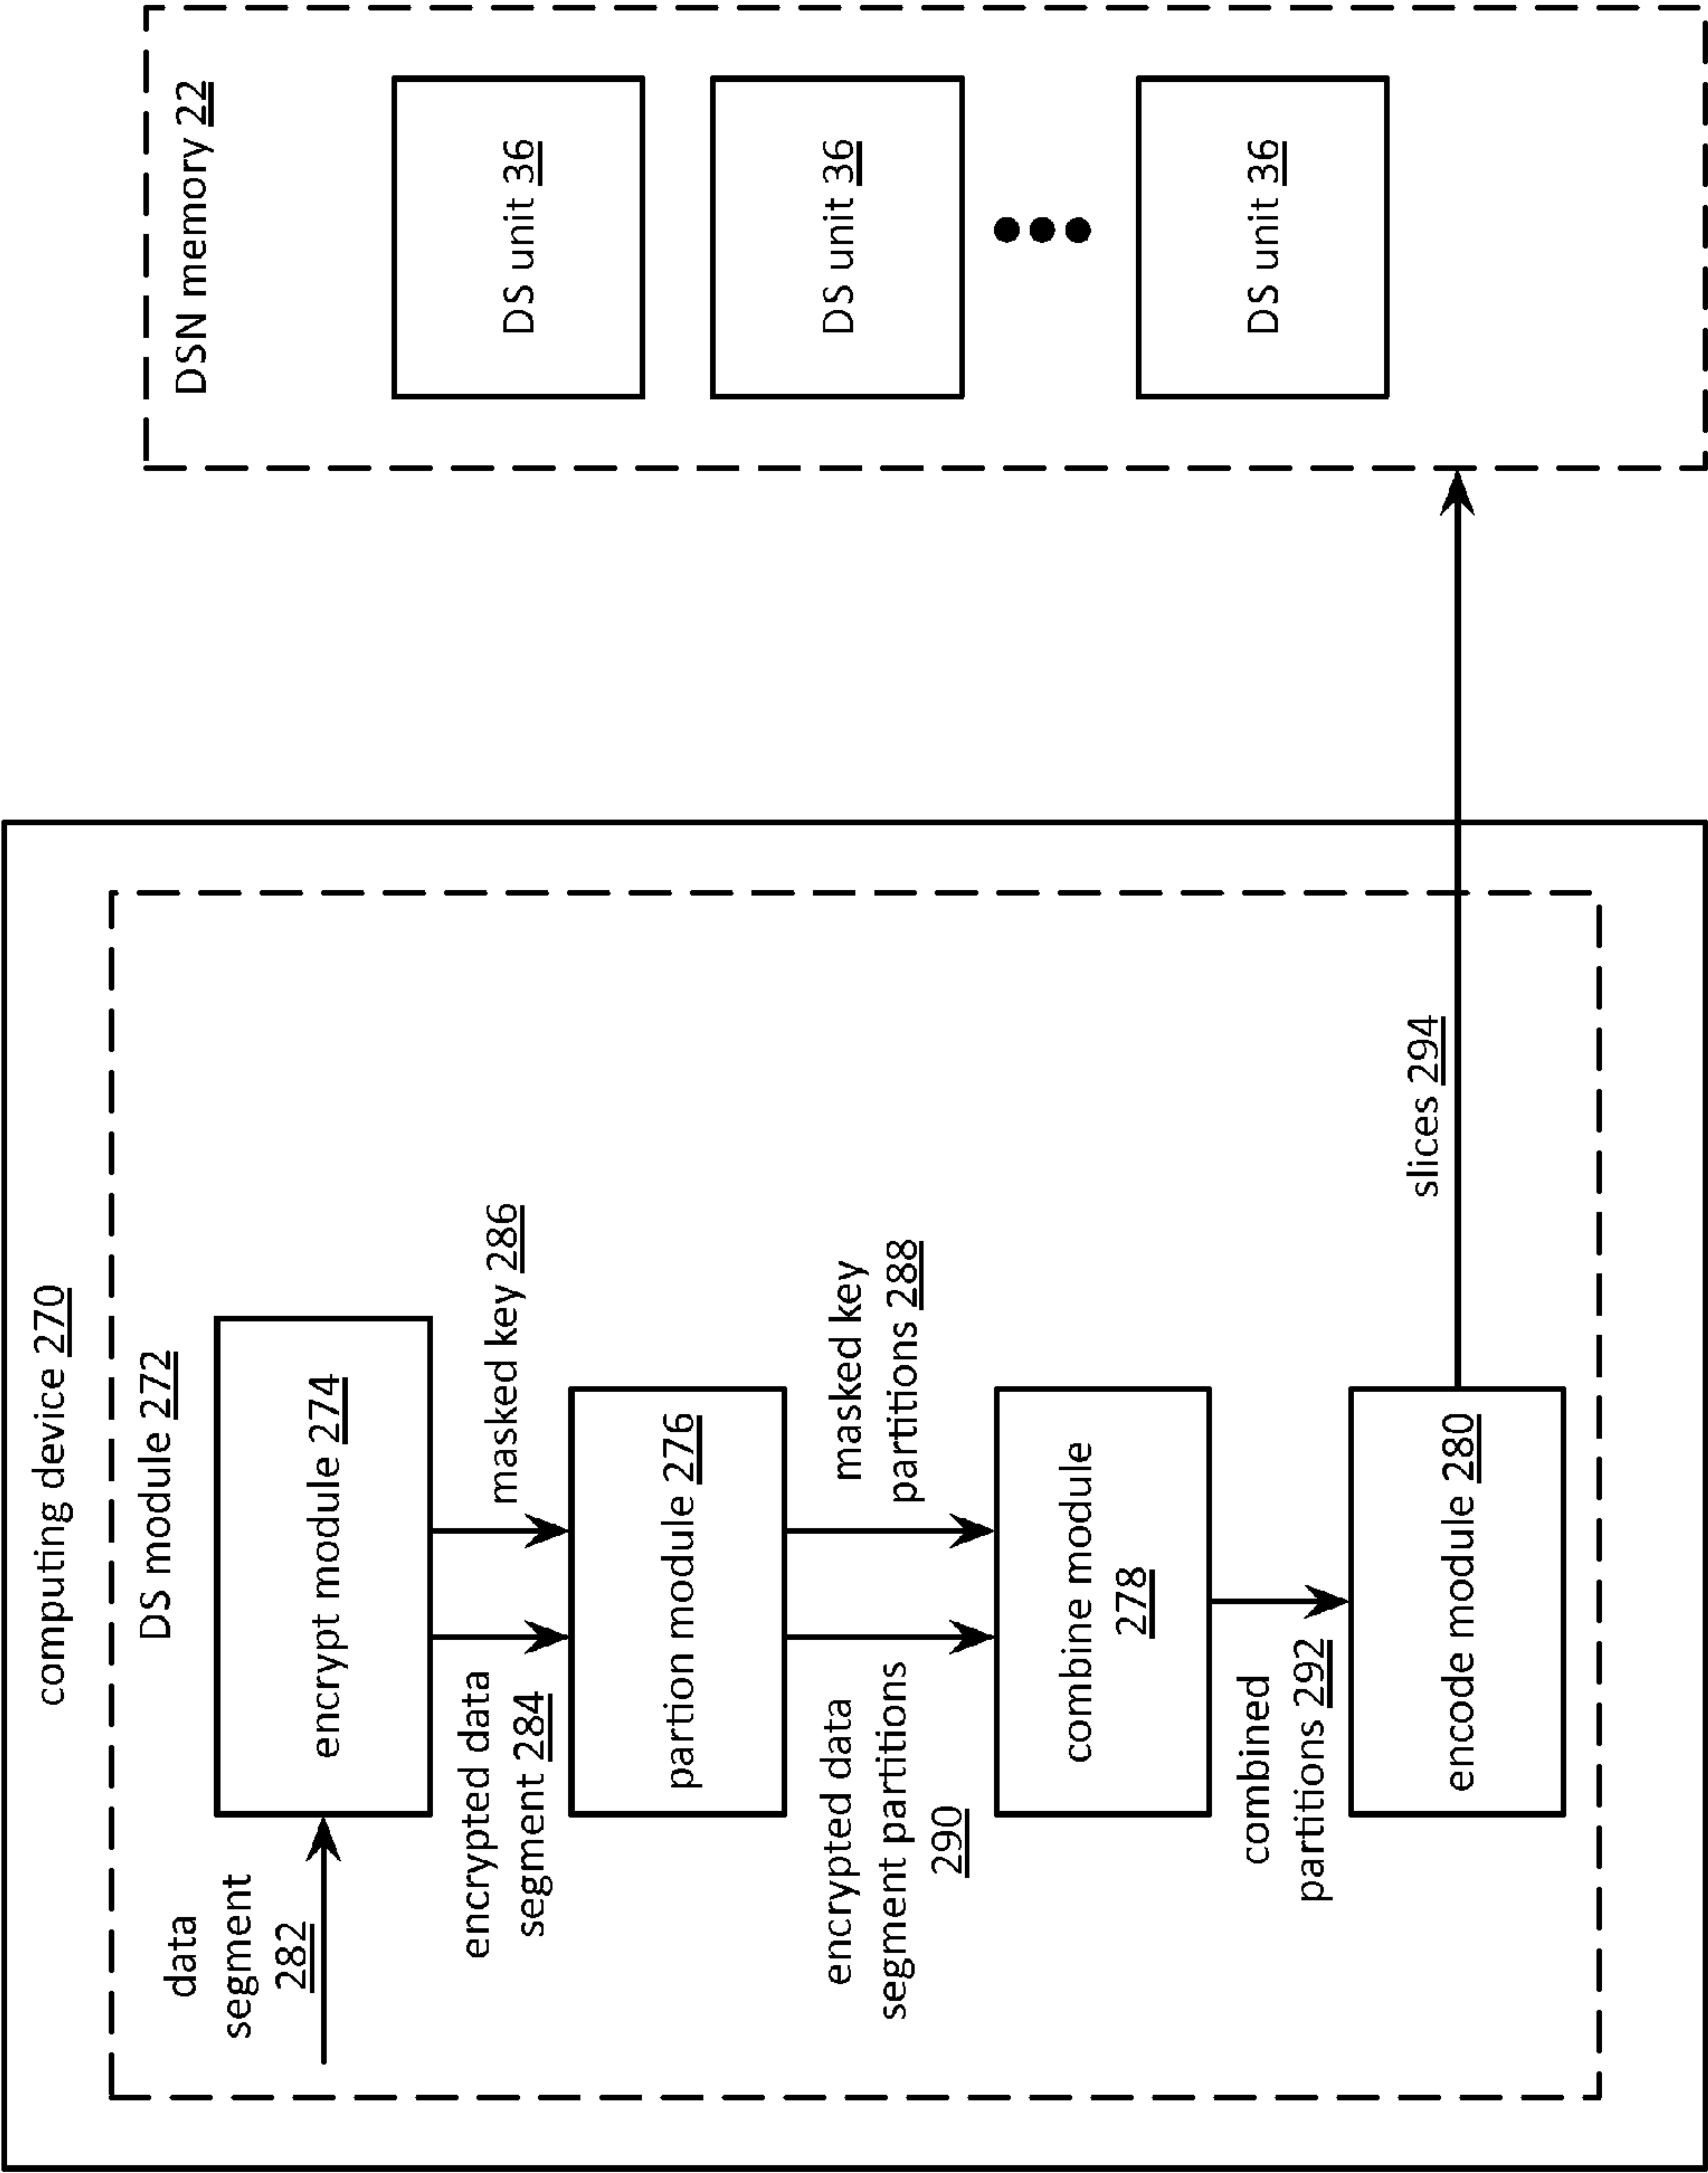 computing device 270
DS module 272
data
segment
282
encrypt module 274
encrypted data
segment 284
masked key 286
partion module 276
encrypted data
segment partitions
290
masked key
partitions 288
combine module
278
combined
partitions 292
encode module 280
slices 294
DSN memory 22
DS unit 36
DS unit 36
DS unit 36